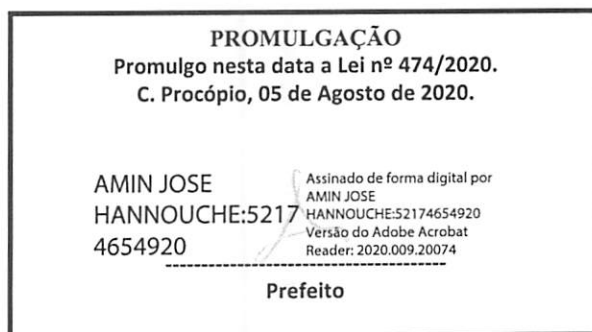 PROMULGAÇÃO
Promulgo nesta data a Lei nº 474/2020.
C. Procópio, 05 de Agosto de 2020.
AMIN JOSE
HANNOUCHE:5217
4654920
Assinado de forma digital por
AMIN JOSE
HANNOUCHE:52174654920
Versão do Adobe Acrobat
Reader: 2020.009.20074
Prefeito